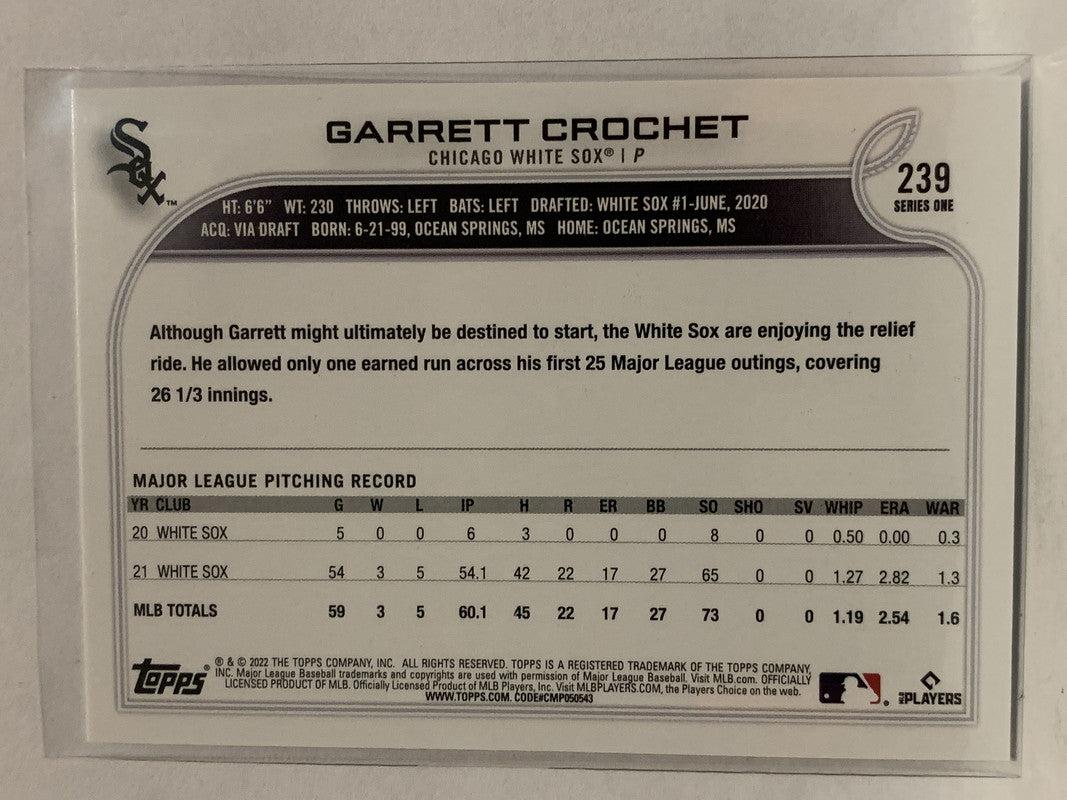 Sox™
GARRETT CROCHET
CHICAGO WHITE SOX® | P
239
SERIES ONE
HT: 6'6" WT: 230 THROWS: LEFT BATS: LEFT DRAFTED: WHITE SOX #1-JUNE, 2020
ACQ: VIA DRAFT BORN: 6-21-99, OCEAN SPRINGS, MS HOME: OCEAN SPRINGS, MS
Although Garrett might ultimately be destined to start, the White Sox are enjoying the relief
ride. He allowed only one earned run across his first 25 Major League outings, covering
26 1/3 innings.
MAJOR LEAGUE PITCHING RECORD
YR CLUB G W L IP H R ER BB SO SHO SV WHIP ERA WAR
20 WHITE SOX 5 0 0 6 3 0 0 0 8 0 0 0.50 0.00 0.3
21 WHITE SOX 54 3 5 54.1 42 22 17 27 65 0 0 1.27 2.82 1.3
MLB TOTALS 59 3 5 60.1 45 22 17 27 73 0 0 1.19 2.54 1.6
topps®
® & © 2022 THE TOPPS COMPANY, INC. ALL RIGHTS RESERVED. TOPPS IS A REGISTERED TRADEMARK OF THE TOPPS COMPANY,
INC. Major League Baseball trademarks and copyrights are used with permission of Major League Baseball. Visit MLB.com. OFFICIALLY
LICENSED PRODUCT OF MLB. Officially Licensed Product of MLB Players, Inc. Visit MLBPLAYERS.COM, the Players Choice on the web.
WWW.TOPPS.COM. CODE#CMP050543
MLB PLAYERS